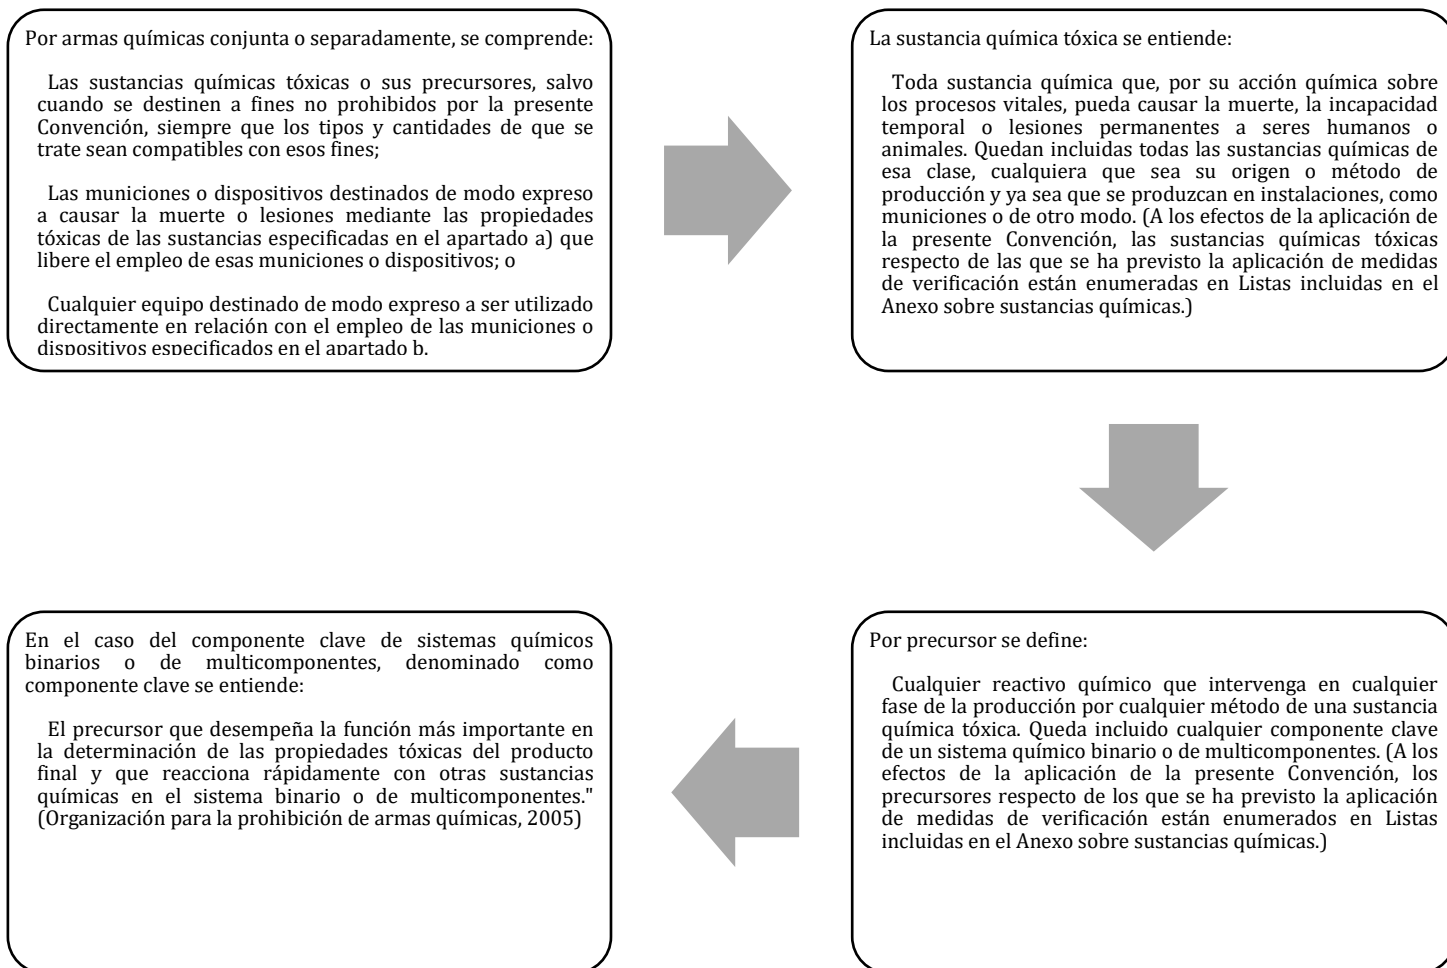 Por armas químicas conjunta o separadamente, se comprende:
Las sustancias químicas tóxicas o sus precursores, salvo
cuando se destinen a fines no prohibidos por la presente
Convención, siempre que los tipos y cantidades de que se
trate sean compatibles con esos fines;
Las municiones o dispositivos destinados de modo expreso
a causar la muerte o lesiones mediante las propiedades
tóxicas de las sustancias especificadas en el apartado a) que
libere el empleo de esas municiones o dispositivos; o
Cualquier equipo destinado de modo expreso a ser utilizado
directamente en relación con el empleo de las municiones o
dispositivos especificados en el apartado b.
La sustancia química tóxica se entiende:
Toda sustancia química que, por su acción química sobre
los procesos vitales, pueda causar la muerte, la incapacidad
temporal o lesiones permanentes a seres humanos o
animales. Quedan incluidas todas las sustancias químicas de
esa clase, cualquiera que sea su origen o método de
producción y ya sea que se produzcan en instalaciones, como
municiones o de otro modo. (A los efectos de la aplicación de
la presente Convención, las sustancias químicas tóxicas
respecto de las que se ha previsto la aplicación de medidas
de verificación están enumeradas en Listas incluidas en el
Anexo sobre sustancias químicas.)
Por precursor se define:
Cualquier reactivo químico que intervenga en cualquier
fase de la producción por cualquier método de una sustancia
química tóxica. Queda incluido cualquier componente clave
de un sistema químico binario o de multicomponentes. (A los
efectos de la aplicación de la presente Convención, los
precursores respecto de los que se ha previsto la aplicación
de medidas de verificación están enumerados en Listas
incluidas en el Anexo sobre sustancias químicas.)
En el caso del componente clave de sistemas químicos
binarios o de multicomponentes, denominado como
componente clave se entiende:
El precursor que desempeña la función más importante en
la determinación de las propiedades tóxicas del producto
final y que reacciona rápidamente con otras sustancias
químicas en el sistema binario o de multicomponentes."
(Organización para la prohibición de armas químicas, 2005)